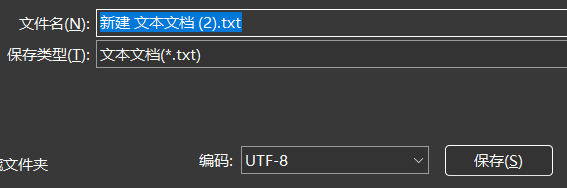 文件名(N): 新建 文本文档 (2).txt
保存类型(T): 文本文档(*.txt)
文件夹 编码: UTF-8 保存(S)